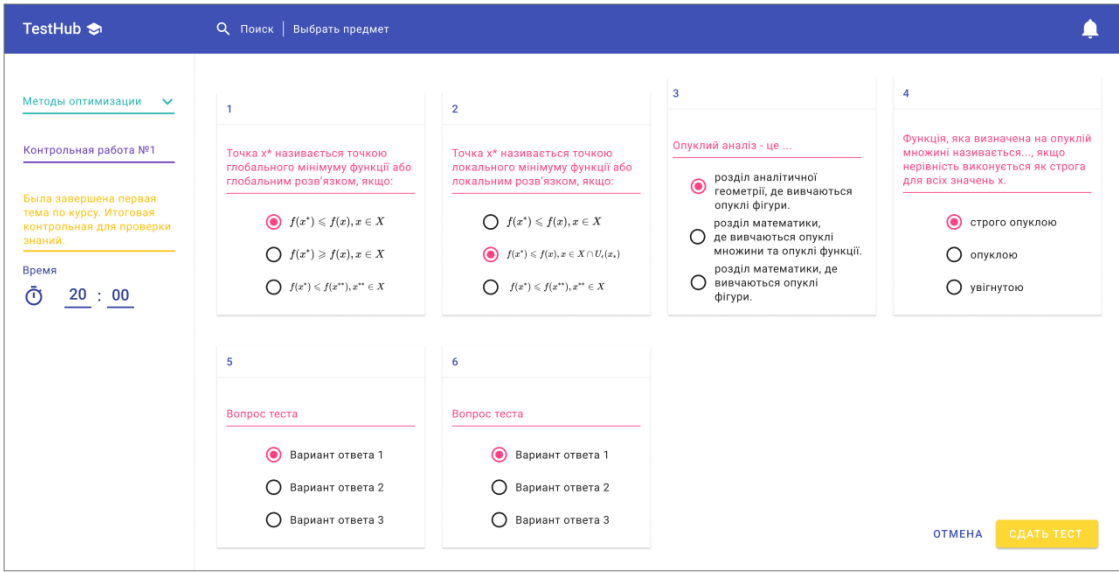 TestHub
Поиск | Выбрать предмет
Методы оптимизации
Контрольная работа №1
Была завершена первая
тема по курсу. Итоговая
контрольная для проверки
знаний.
Время
20 : 00
1
Точка x* називається точкою
глобального мінімуму функції або
глобальним розв'язком, якщо:
f(x*) ⩽ f(x), x ∈ X
f(x*) ⩾ f(x), x ∈ X
f(x*) ⩽ f(x**), x** ∈ X
2
Точка x* називається точкою
локального мінімуму функції або
локальним розв'язком, якщо:
f(x*) ⩽ f(x), x ∈ X
f(x*) ⩽ f(x), x ∈ X ∩ Uε(x*)
f(x*) ⩽ f(x**), x** ∈ X
3
Опуклий аналіз - це ...
розділ аналітичної
геометрії, де вивчаються
опуклі фігури.
розділ математики,
де вивчаються опуклі
множини та опуклі функції.
розділ математики, де
вивчаються опуклі
фігури.
4
Функція, яка визначена на опуклій
множині називається..., якщо
нерівність виконується як строга
для всіх значень x.
строго опуклою
опуклою
увігнутою
5
Вопрос теста
Вариант ответа 1
Вариант ответа 2
Вариант ответа 3
6
Вопрос теста
Вариант ответа 1
Вариант ответа 2
Вариант ответа 3
ОТМЕНА
СДАТЬ ТЕСТ